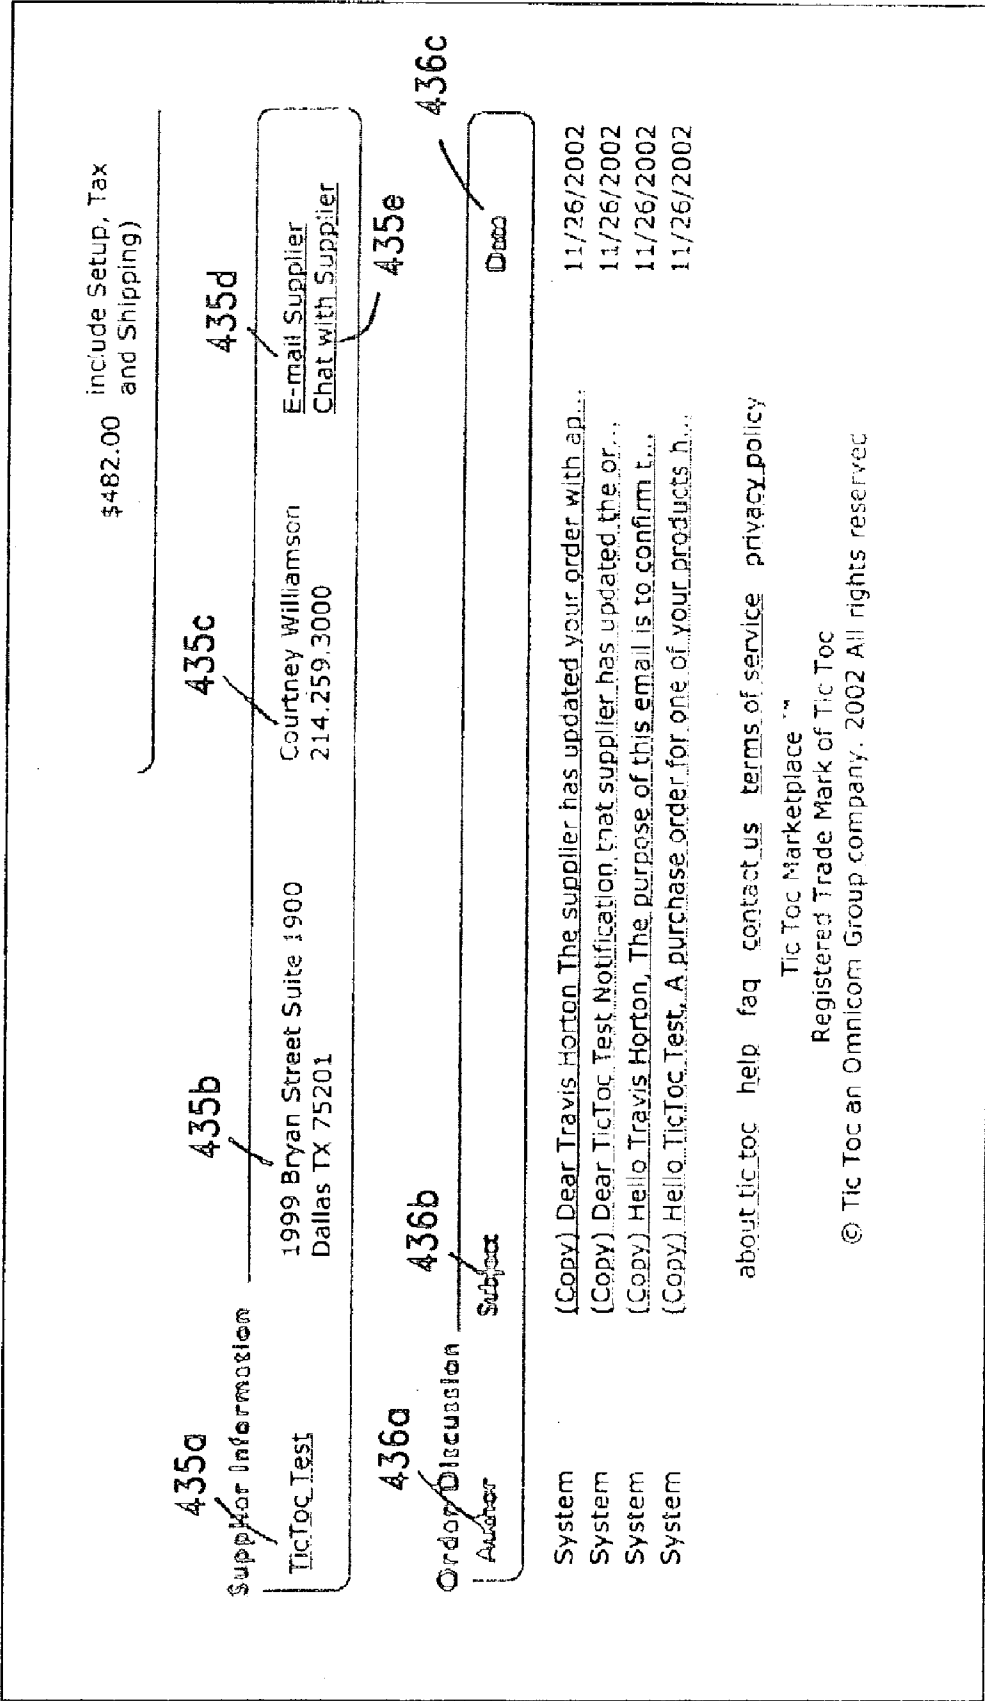 $482.00 include Setup, Tax
and Shipping)
435a 435b 435c 435d
Supplier Information
TicToc Test 1999 Bryan Street Suite 1900 Courtney Williamson E-mail Supplier
Dallas TX 75201 214.259.3000 Chat with Supplier
435e
436a 436b 436c
Order Discussion
Author Subject Date
System (Copy) Dear Travis Horton The supplier has updated your order with ap... 11/26/2002
System (Copy) Dear TicToc Test Notification that supplier has updated the or... 11/26/2002
System (Copy) Hello Travis Horton, The purpose of this email is to confirm t... 11/26/2002
System (Copy) Hello TicToc Test, A purchase order for one of your products h... 11/26/2002
about tic toc help faq contact us terms of service privacy policy
Tic Toc Marketplace ™
Registered Trade Mark of Tic Toc
© Tic Toc an Omnicom Group company. 2002 All rights reserved